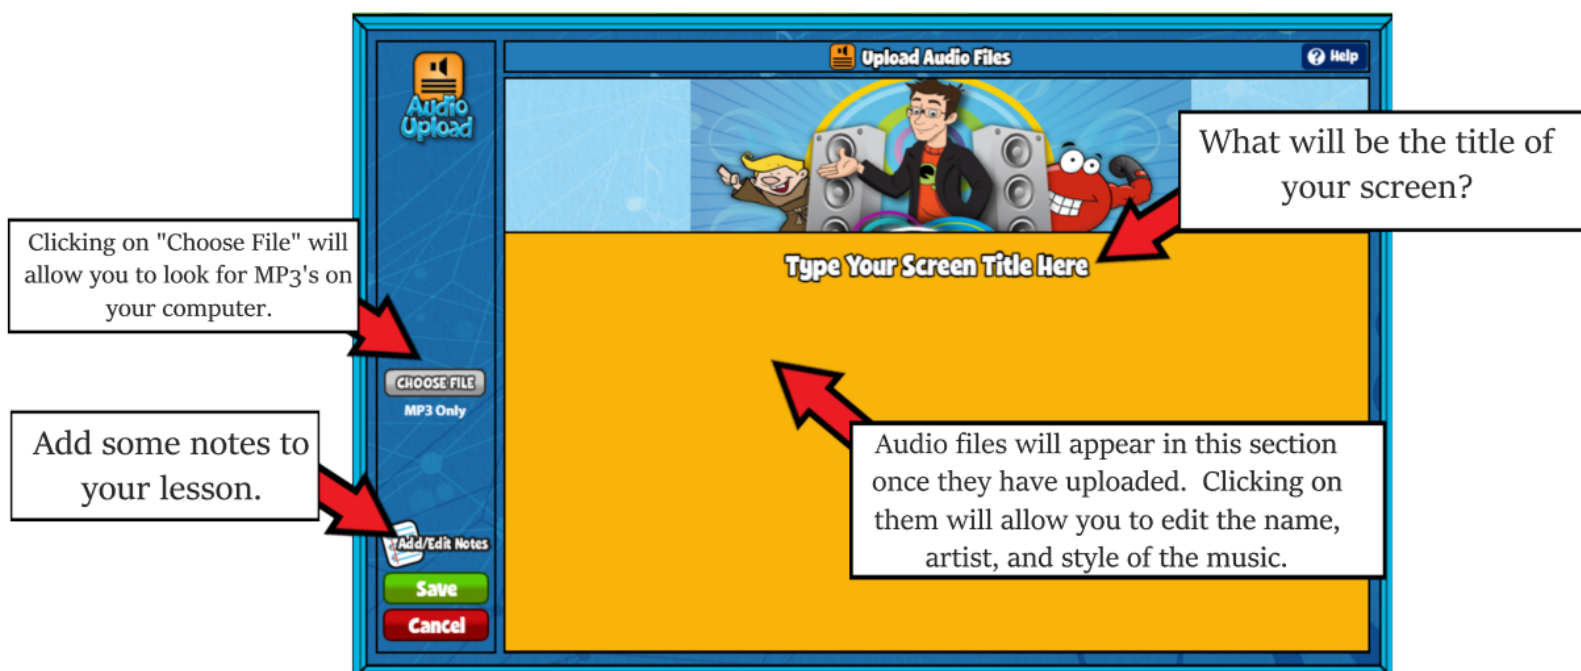 Upload Audio Files
Help
Audio
Upload
What will be the title of
your screen?
Clicking on "Choose File" will
allow you to look for MP3's on
your computer.
Type Your Screen Title Here
CHOOSE FILE
MP3 Only
Add some notes to
your lesson.
Audio files will appear in this section
once they have uploaded. Clicking on
them will allow you to edit the name,
artist, and style of the music.
Add/Edit Notes
Save
Cancel